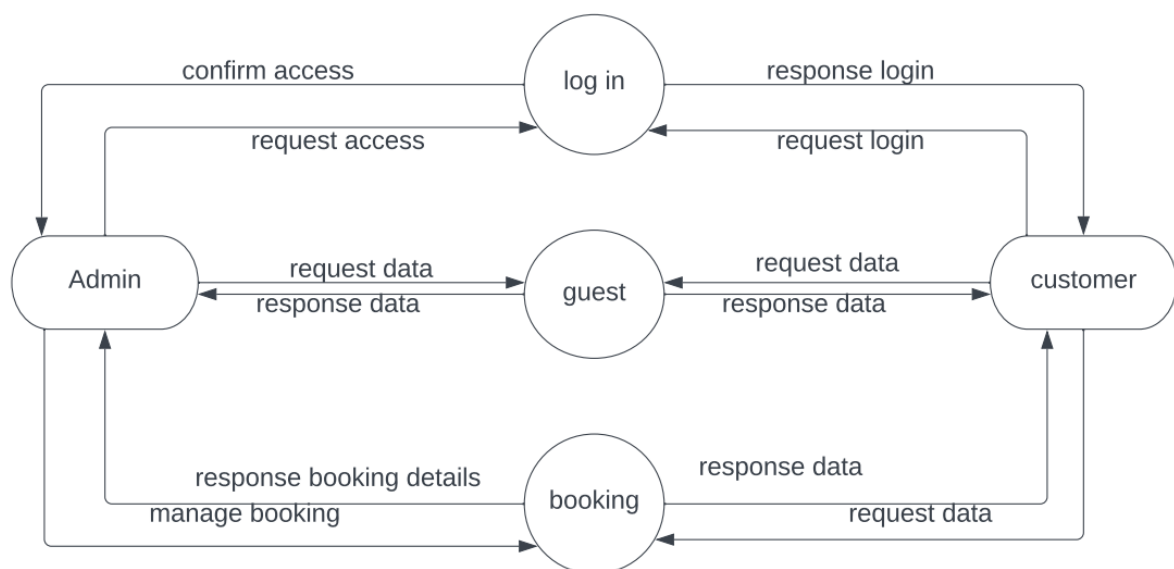 confirm access
log in
response login
request access
request login
Admin
request data
response data
guest
request data
response data
customer
response booking details
manage booking
booking
response data
request data